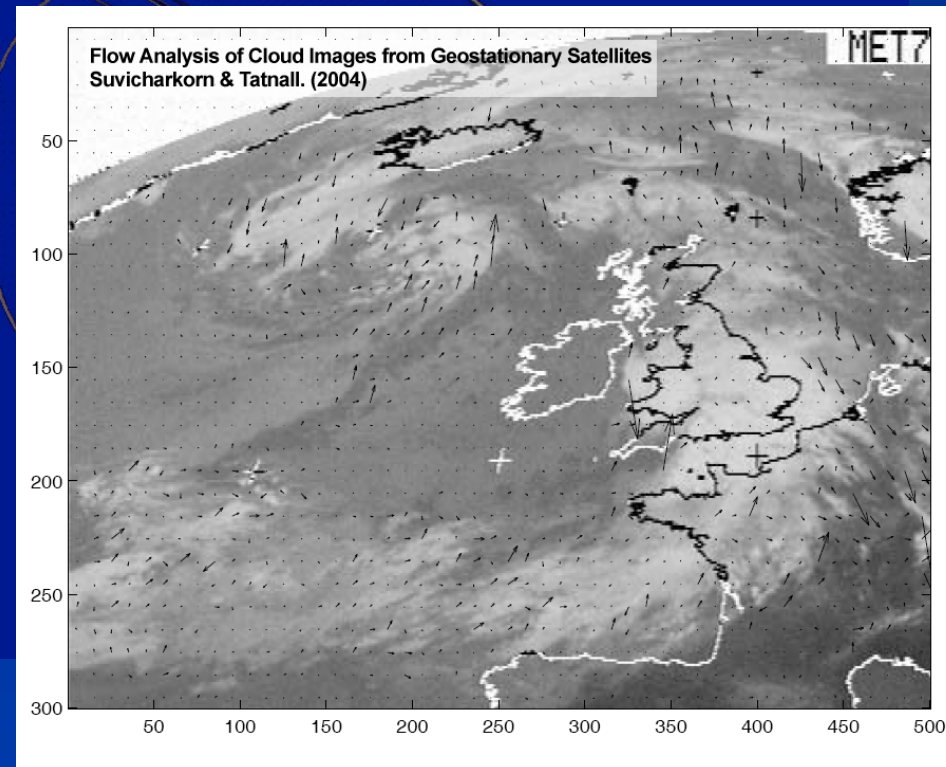 Flow Analysis of Cloud Images from Geostationary Satellites
Suvicharkorn & Tatnall. (2004)
MET7
50
100
150
200
250
300
50 100 150 200 250 300 350 400 450 500